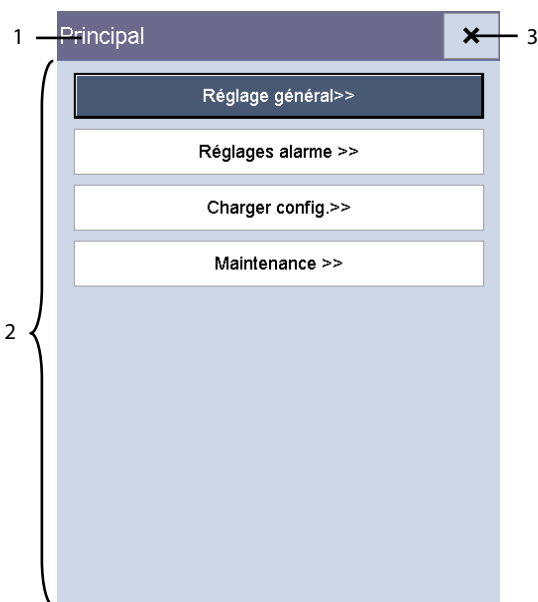 1 Principal 3
Réglage général>>
Réglages alarme >>
Charger config.>>
Maintenance >>
2